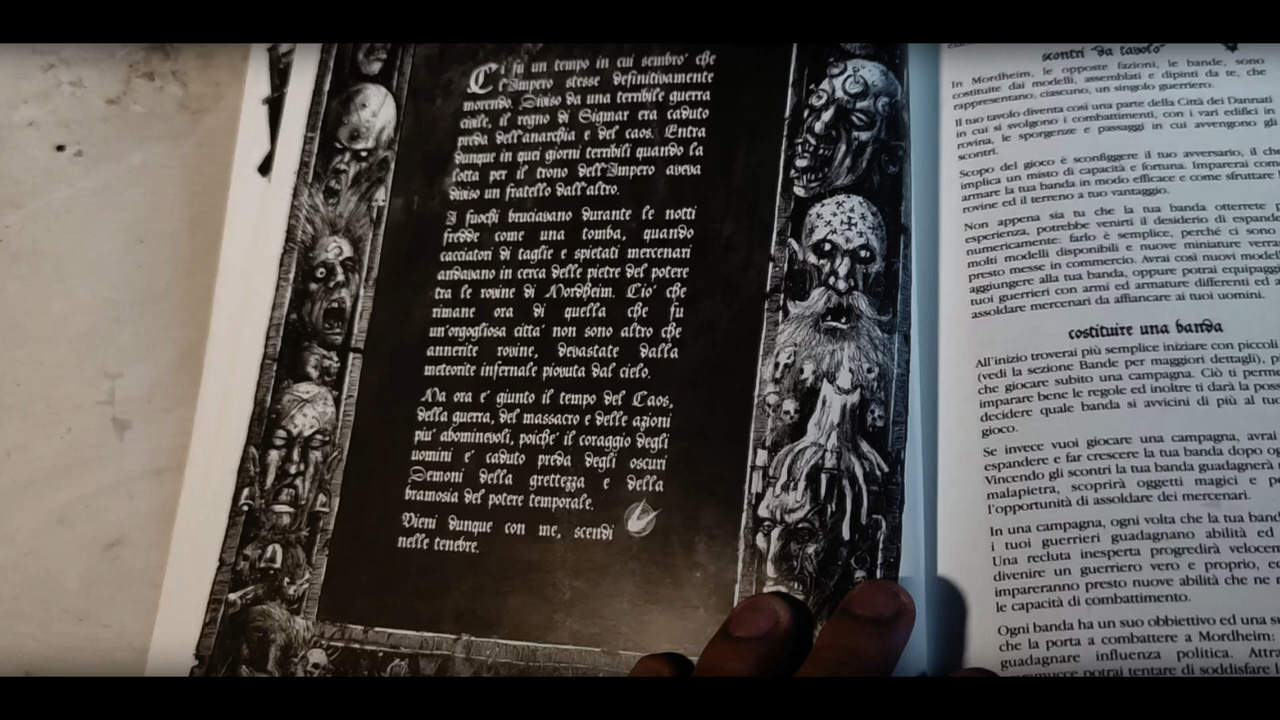 Ci fu un tempo in cui sembro' che
l'Impero stesse definitivamente
morendo. Diviso da una terribile guerra
civile, il regno di Sigmar era caduto
preda dell'anarchia e del caos. Entra
dunque in quei giorni terribili quando la
lotta per il trono dell'Impero aveva
diviso un fratello dall'altro.
I fuochi bruciavano durante le notti
fredde come una tomba, quando
cacciatori di taglie e spietati mercenari
andavano in cerca delle pietre del potere
tra le rovine di Mordheim. Cio' che
rimane ora di quella che fu
un'orgogliosa citta' non sono altro che
annerite rovine, devastate dalla
meteorite infernale piovuta dal cielo.
Ma ora e' giunto il tempo del Caos,
della guerra, del massacro e delle azioni
piu' abominevoli, poiche' il coraggio degli
uomini e' caduto preda degli oscuri
Demoni della grettezza e della
bramosia del potere temporale.
Vieni dunque con me, scendi
nelle tenebre.
scontri "da tavolo"
In Mordheim, le opposte fazioni, le bande, sono
costituite dai modelli, assemblati e dipinti da te, che
rappresentano, ciascuno, un singolo guerriero.
Il tuo tavolo diventa così una parte della Città dei Dannati
in cui si svolgono i combattimenti, con i vari edifici in
rovina, le sporgenze e passaggi in cui avvengono gli
scontri.
Scopo del gioco è sconfiggere il tuo avversario, il che
implica un misto di capacità e fortuna. Imparerai come
armare la tua banda in modo efficace e come sfruttare
rovine ed il terreno a tuo vantaggio.
Non appena sia tu che la tua banda otterrete
esperienza, potrebbe venirti il desiderio di
numericamente: farlo è semplice, perché ci sono
molti modelli disponibili e nuove miniature
presto messe in commercio. Avrai così nuovi
aggiungere alla tua banda, oppure potrai
tuoi guerrieri con armi ed armature differenti ed
assoldare mercenari da affiancare ai tuoi uomini.
costituire una banda
All'inizio troverai più semplice iniziare con piccoli
(vedi la sezione Bande per maggiori dettagli),
che giocare subito una campagna. Ciò ti
imparare bene le regole ed inoltre ti darà la
decidere quale banda si avvicini di più al
gioco.
Se invece vuoi giocare una campagna, avrai
espandere e far crescere la tua banda dopo
Vincendo gli scontri la tua banda guadagnerà
malapietra, scoprirà oggetti magici e
l'opportunità di assoldare dei mercenari.
In una campagna, ogni volta che la tua
i tuoi guerrieri guadagnano abilità ed
Una recluta inesperta progredirà
divenire un guerriero vero e proprio,
impareranno presto nuove abilità che ne
le capacità di combattimento.
Ogni banda ha un suo obbiettivo ed una
che la porta a combattere a Mordheim:
guadagnare influenza politica.
potrai tentare di soddisfare